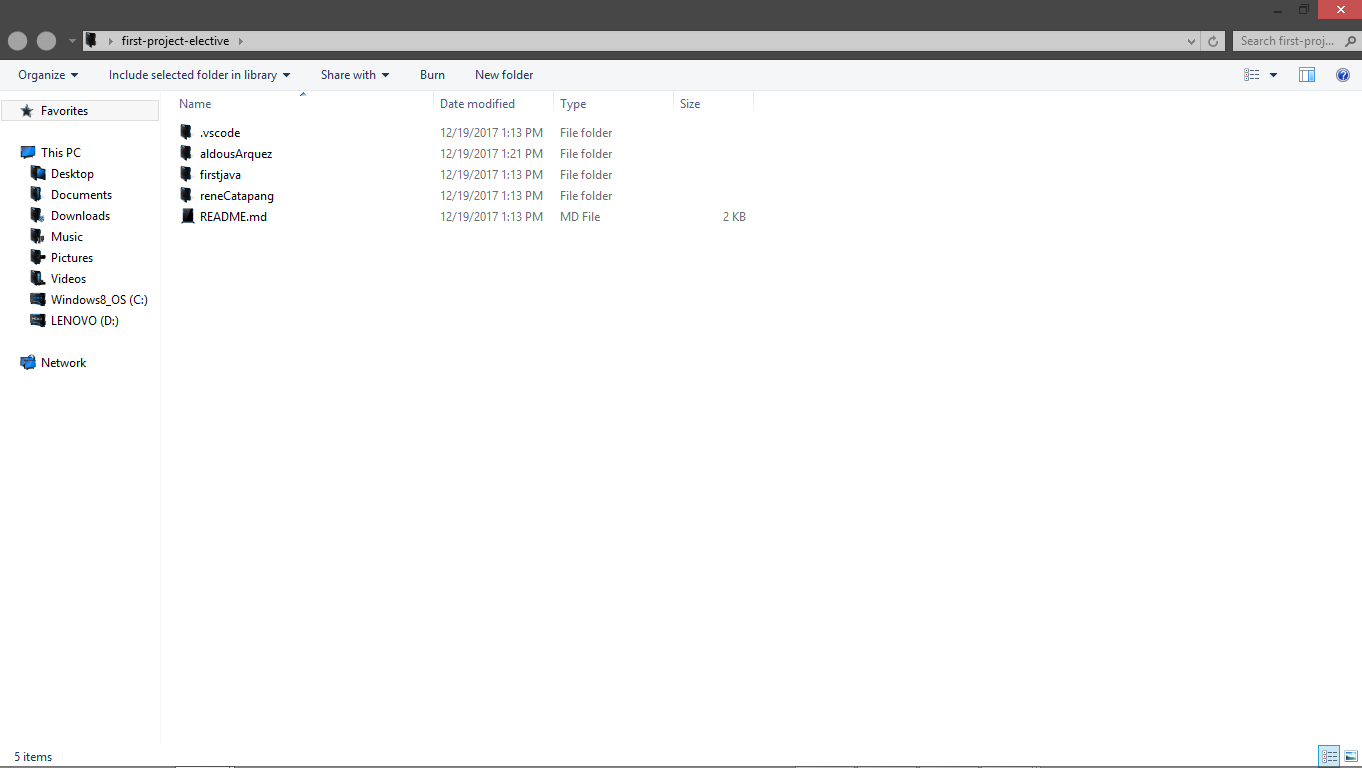 first-project-elective
Search first-proj...
Organize Include selected folder in library Share with Burn New folder
Favorites
This PC
Desktop
Documents
Downloads
Music
Pictures
Videos
Windows8_OS (C:)
LENOVO (D:)
Network
Name Date modified Type Size
.vscode 12/19/2017 1:13 PM File folder
aldousArquez 12/19/2017 1:21 PM File folder
firstjava 12/19/2017 1:13 PM File folder
reneCatapang 12/19/2017 1:13 PM File folder
README.md 12/19/2017 1:13 PM MD File 2 KB
5 items